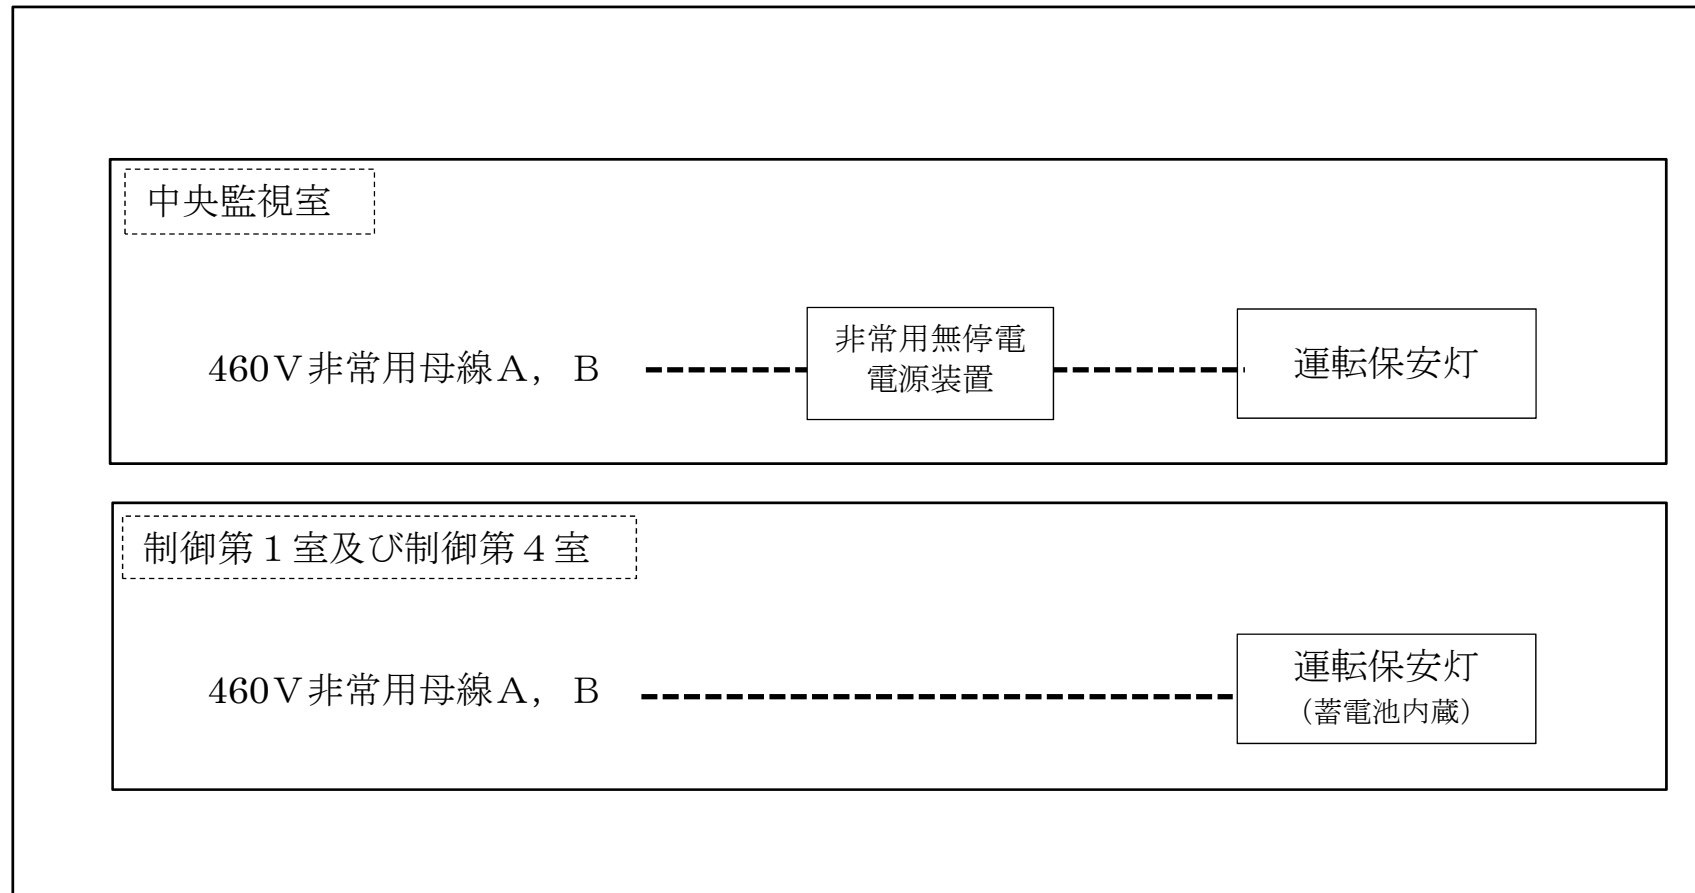 中央監視室
460V非常用母線A,B
非常用無停電
電源装置
運転保安灯
制御第1室及び制御第4室
460V非常用母線A,B
運転保安灯
(蓄電池内蔵)